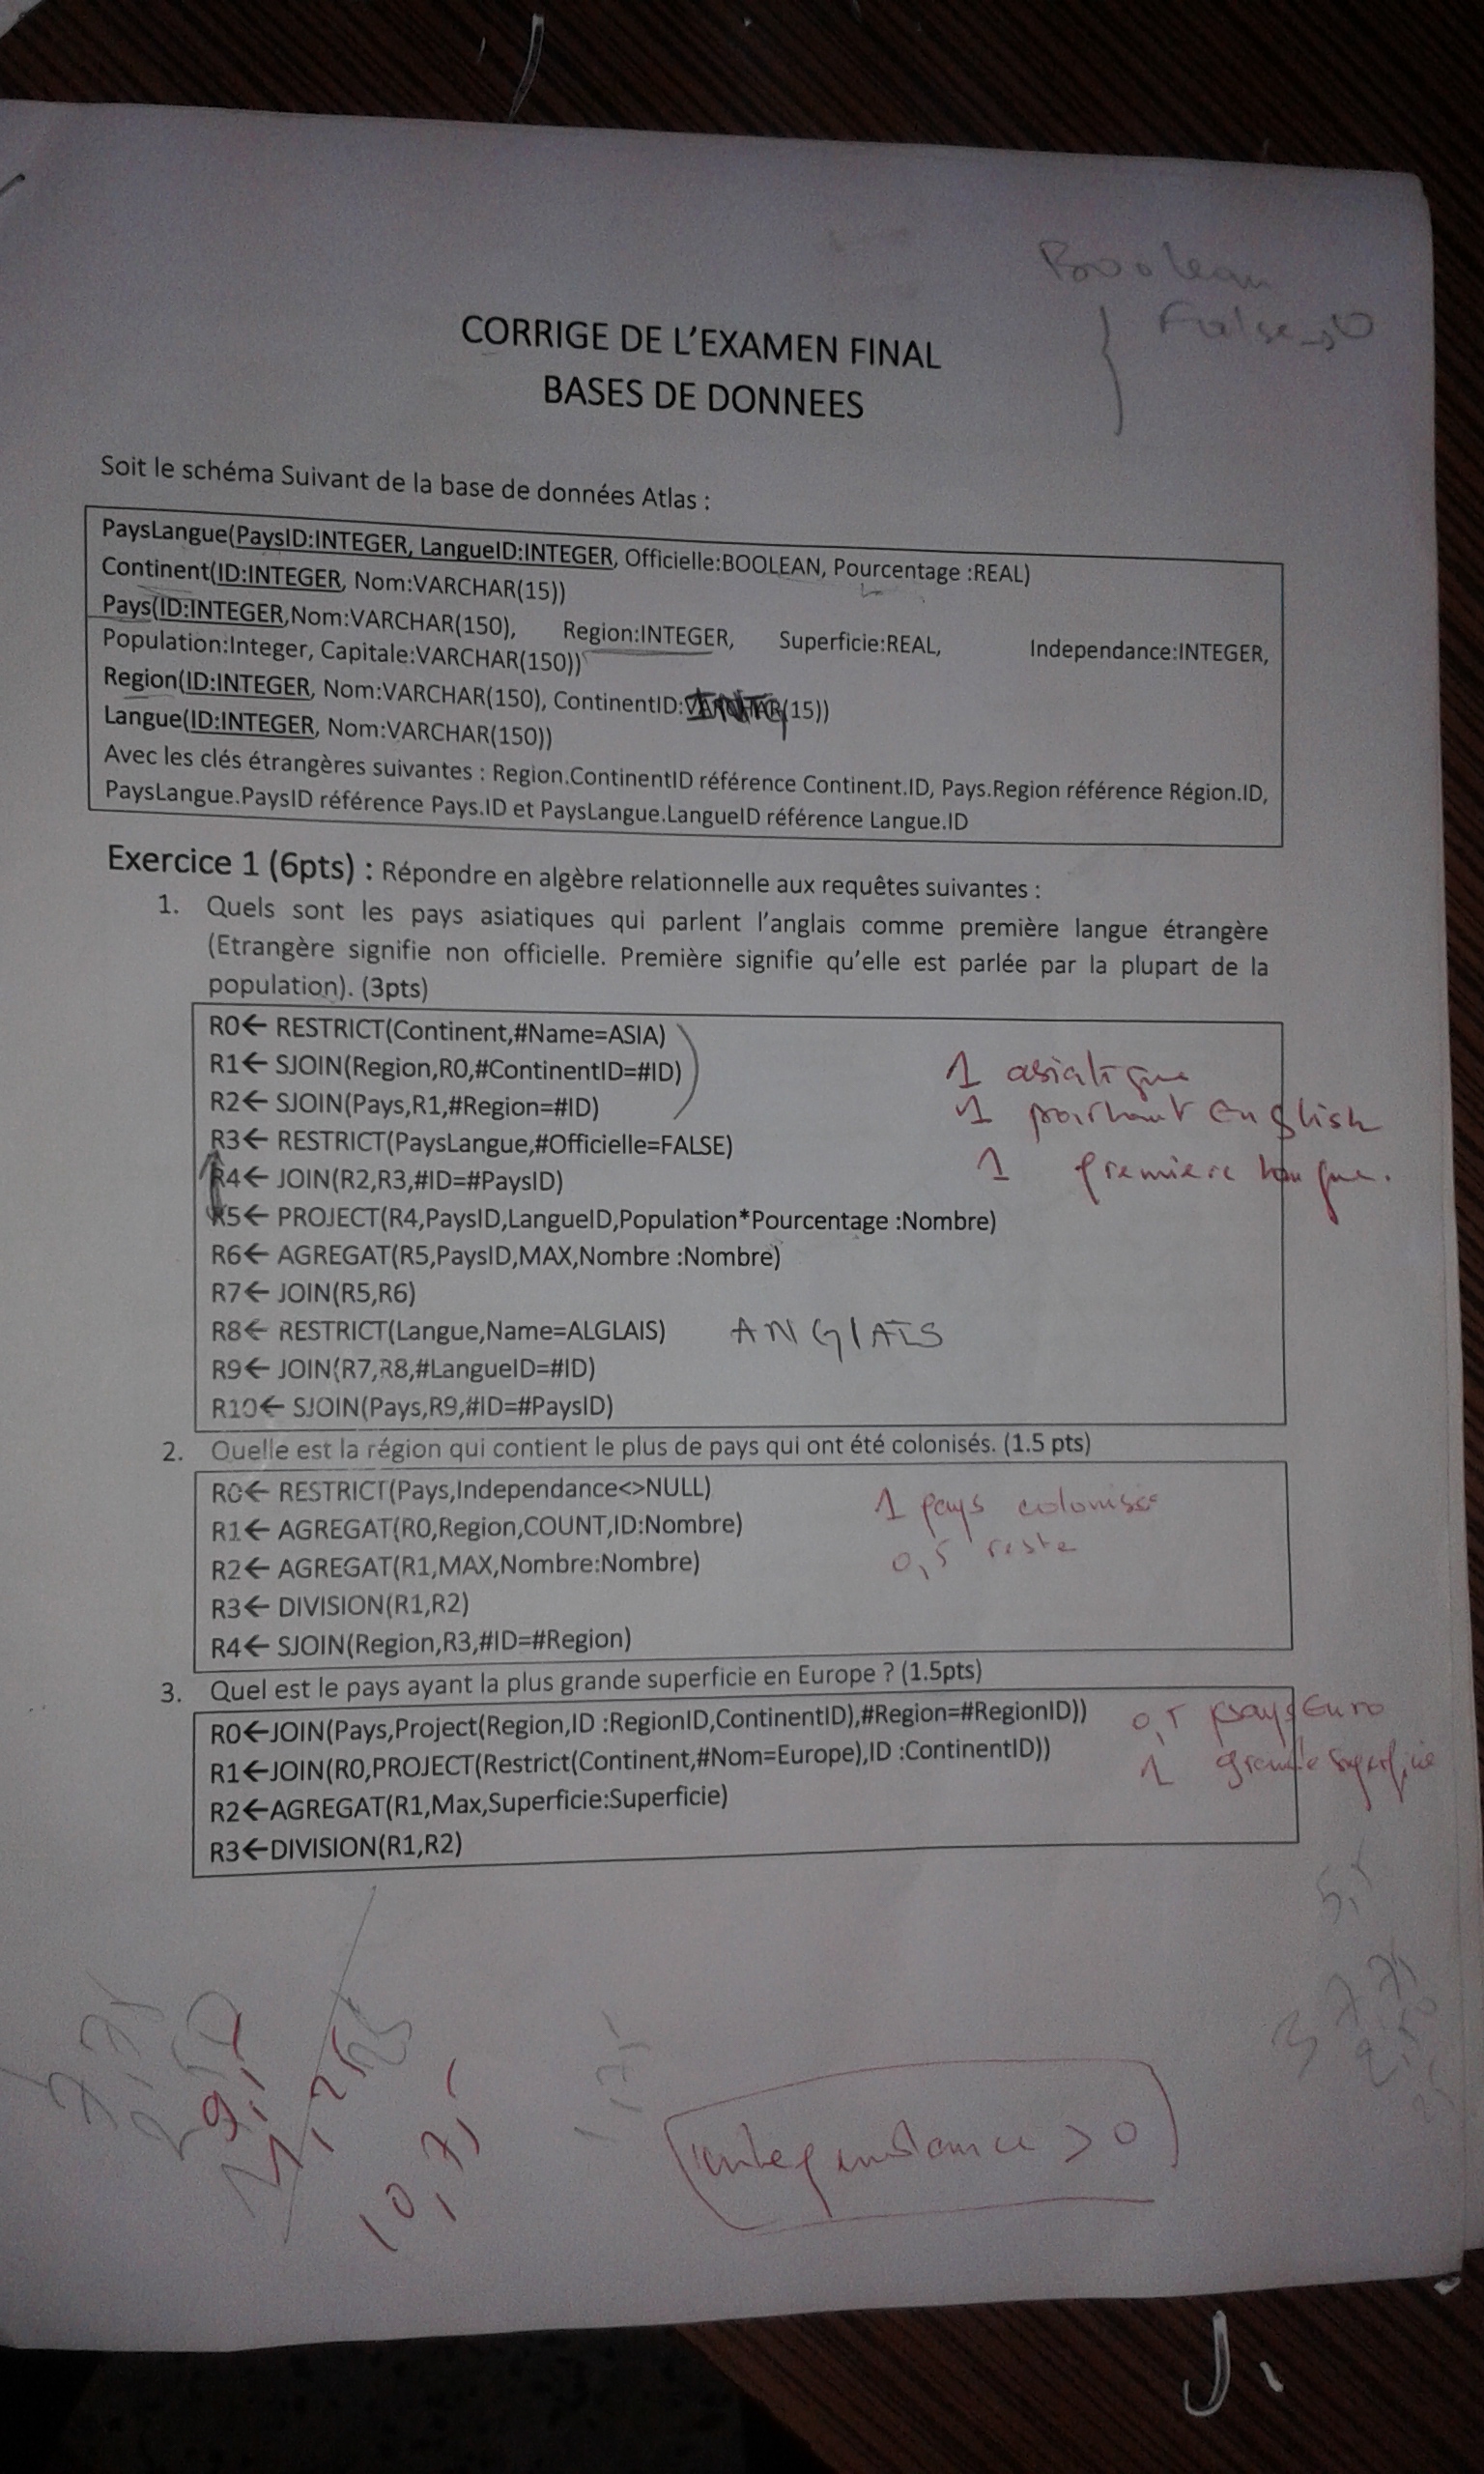 Boolean
False → 0
CORRIGE DE L'EXAMEN FINAL
BASES DE DONNEES
Soit le schéma Suivant de la base de données Atlas :
PaysLangue(PaysID:INTEGER, LangueID:INTEGER, Officielle:BOOLEAN, Pourcentage :REAL)
Continent(ID:INTEGER, Nom:VARCHAR(15))
Pays(ID:INTEGER,Nom:VARCHAR(150), Region:INTEGER, Superficie:REAL, Independance:INTEGER,
Population:Integer, Capitale:VARCHAR(150))
Region(ID:INTEGER, Nom:VARCHAR(150), ContinentID:VARCHAR(15))
Langue(ID:INTEGER, Nom:VARCHAR(150))
Avec les clés étrangères suivantes : Region.ContinentID référence Continent.ID, Pays.Region référence Région.ID,
PaysLangue.PaysID référence Pays.ID et PaysLangue.LangueID référence Langue.ID
Exercice 1 (6pts) : Répondre en algèbre relationnelle aux requêtes suivantes :
1. Quels sont les pays asiatiques qui parlent l'anglais comme première langue étrangère
(Etrangère signifie non officielle. Première signifie qu'elle est parlée par la plupart de la
population). (3pts)
R0← RESTRICT(Continent,#Name=ASIA)
R1← SJOIN(Region,R0,#ContinentID=#ID) 1 asiatique
R2← SJOIN(Pays,R1,#Region=#ID) 1 english
R3← RESTRICT(PaysLangue,#Officielle=FALSE) 1 première langue.
R4← JOIN(R2,R3,#ID=#PaysID)
R5← PROJECT(R4,PaysID,LangueID,Population*Pourcentage :Nombre)
R6← AGREGAT(R5,PaysID,MAX,Nombre :Nombre)
R7← JOIN(R5,R6)
R8← RESTRICT(Langue,Name=ALGLAIS) ANGLAIS
R9← JOIN(R7,R8,#LangueID=#ID)
R10← SJOIN(Pays,R9,#ID=#PaysID)
2. Quelle est la région qui contient le plus de pays qui ont été colonisés. (1.5 pts)
R0← RESTRICT(Pays,Independance<>NULL) 1 pays colonisés
R1← AGREGAT(R0,Region,COUNT,ID:Nombre) 0,5 reste
R2← AGREGAT(R1,MAX,Nombre:Nombre)
R3← DIVISION(R1,R2)
R4← SJOIN(Region,R3,#ID=#Region)
3. Quel est le pays ayant la plus grande superficie en Europe ? (1.5pts)
R0←JOIN(Pays,Project(Region,ID :RegionID,ContinentID),#Region=#RegionID)) 0,5 pays Euro
R1←JOIN(R0,PROJECT(Restrict(Continent,#Nom=Europe),ID :ContinentID)) 1 grande superficie
R2←AGREGAT(R1,Max,Superficie:Superficie)
R3←DIVISION(R1,R2)
10,75
independance > 0